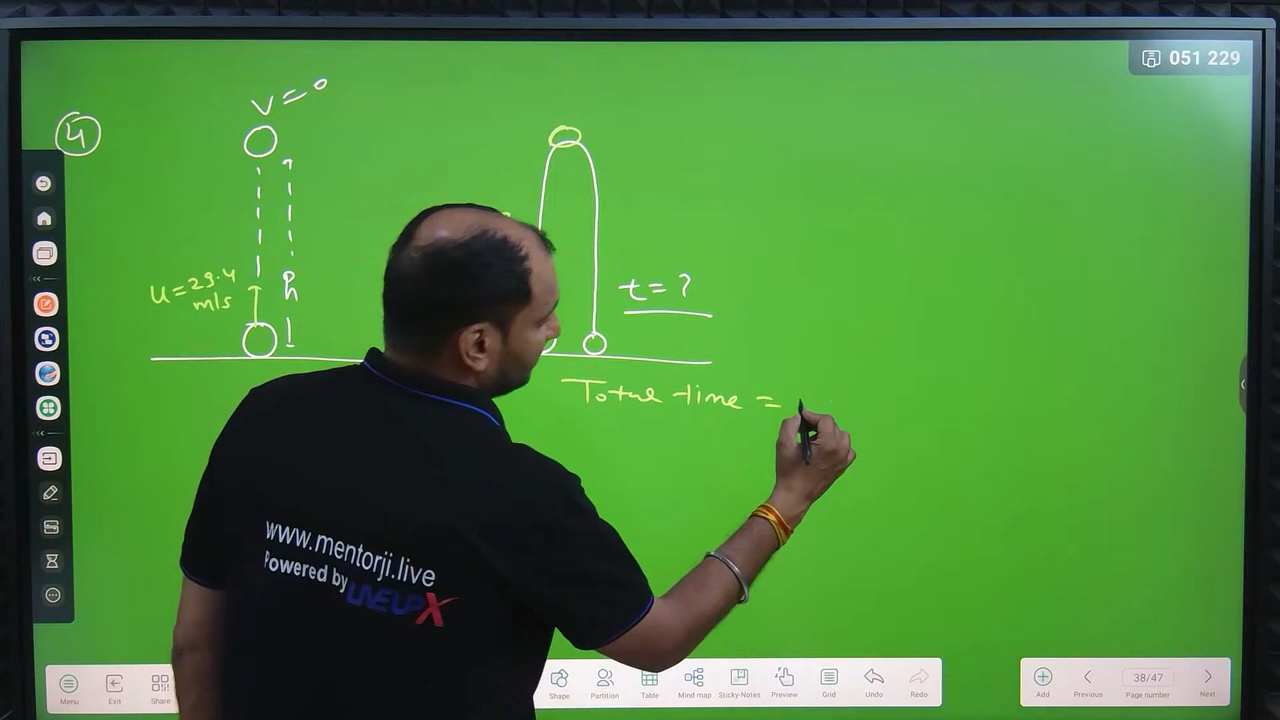 051 229
4
v = 0
u = 29.4
m/s
h
t = ?
Total time =
www.mentorji.live
Powered by
LINEUPX
Menu
Exit
Share
Shape
Partition
Table
Mind map
Sticky-Notes
Preview
Grid
Undo
Redo
Add
Previous
38/47
Page number
Next